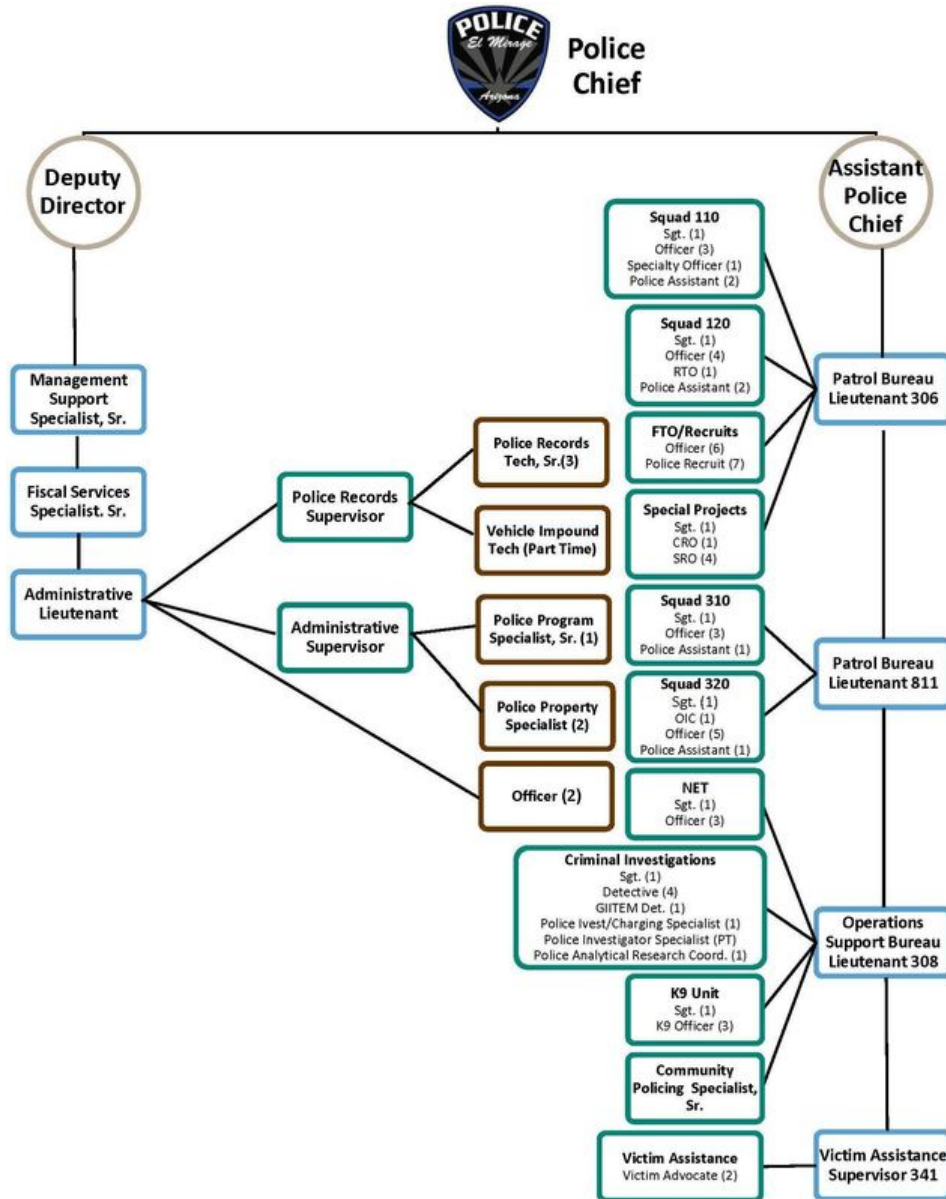 POLICE
El Mirage
Arizona
Police
Chief
Deputy
Director
Assistant
Police
Chief
Management
Support
Specialist, Sr.
Fiscal Services
Specialist. Sr.
Administrative
Lieutenant
Police Records
Supervisor
Administrative
Supervisor
Police Records
Tech, Sr.(3)
Vehicle Impound
Tech (Part Time)
Police Program
Specialist, Sr. (1)
Police Property
Specialist (2)
Officer (2)
Squad 110
Sgt. (1)
Officer (3)
Specialty Officer (1)
Police Assistant (2)
Squad 120
Sgt. (1)
Officer (4)
RTO (1)
Police Assistant (2)
FTO/Recruits
Officer (6)
Police Recruit (7)
Special Projects
Sgt. (1)
CRO (1)
SRO (4)
Patrol Bureau
Lieutenant 306
Squad 310
Sgt. (1)
Officer (3)
Police Assistant (1)
Squad 320
Sgt. (1)
OIC (1)
Officer (5)
Police Assistant (1)
Patrol Bureau
Lieutenant 811
NET
Sgt. (1)
Officer (3)
Criminal Investigations
Sgt. (1)
Detective (4)
GIITEM Det. (1)
Police Ivest/Charging Specialist (1)
Police Investigator Specialist (PT)
Police Analytical Research Coord. (1)
K9 Unit
Sgt. (1)
K9 Officer (3)
Community
Policing Specialist,
Sr.
Operations
Support Bureau
Lieutenant 308
Victim Assistance
Victim Advocate (2)
Victim Assistance
Supervisor 341